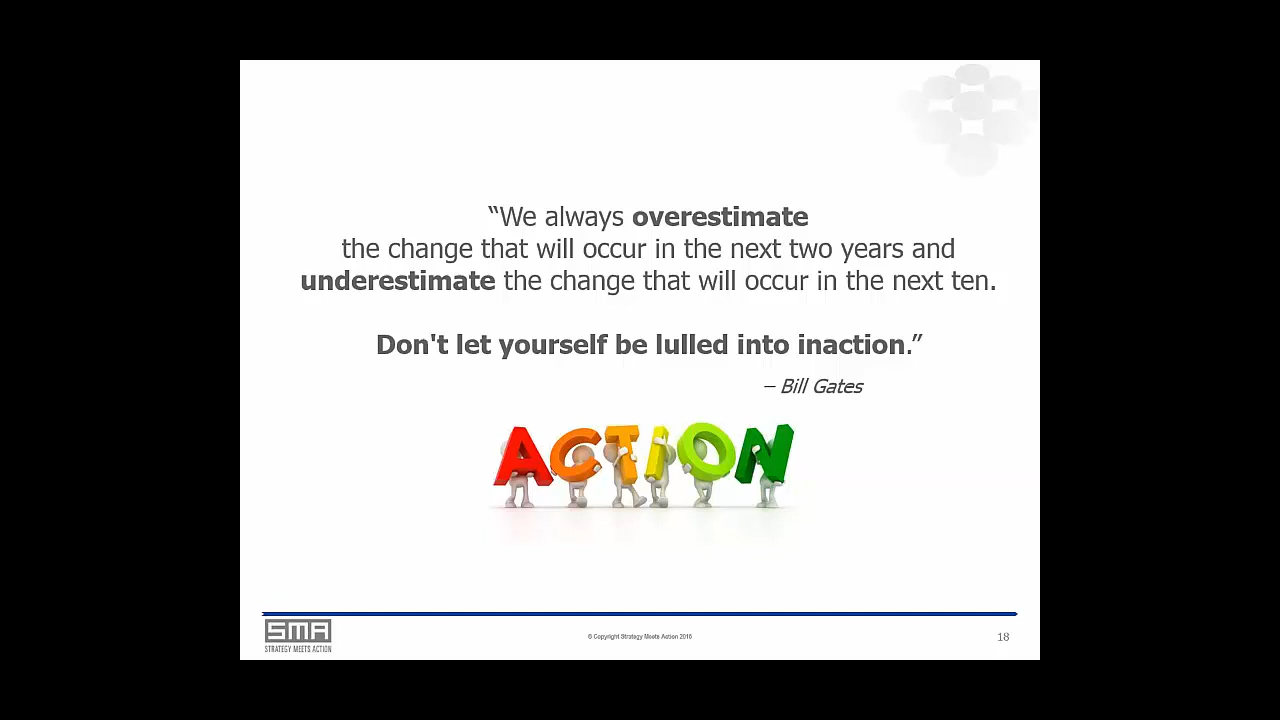 “We always overestimate
the change that will occur in the next two years and
underestimate the change that will occur in the next ten.
Don't let yourself be lulled into inaction.”
– Bill Gates
ACTION
SMA
STRATEGY MEETS ACTION
© Copyright Strategy Meets Action 2016
18